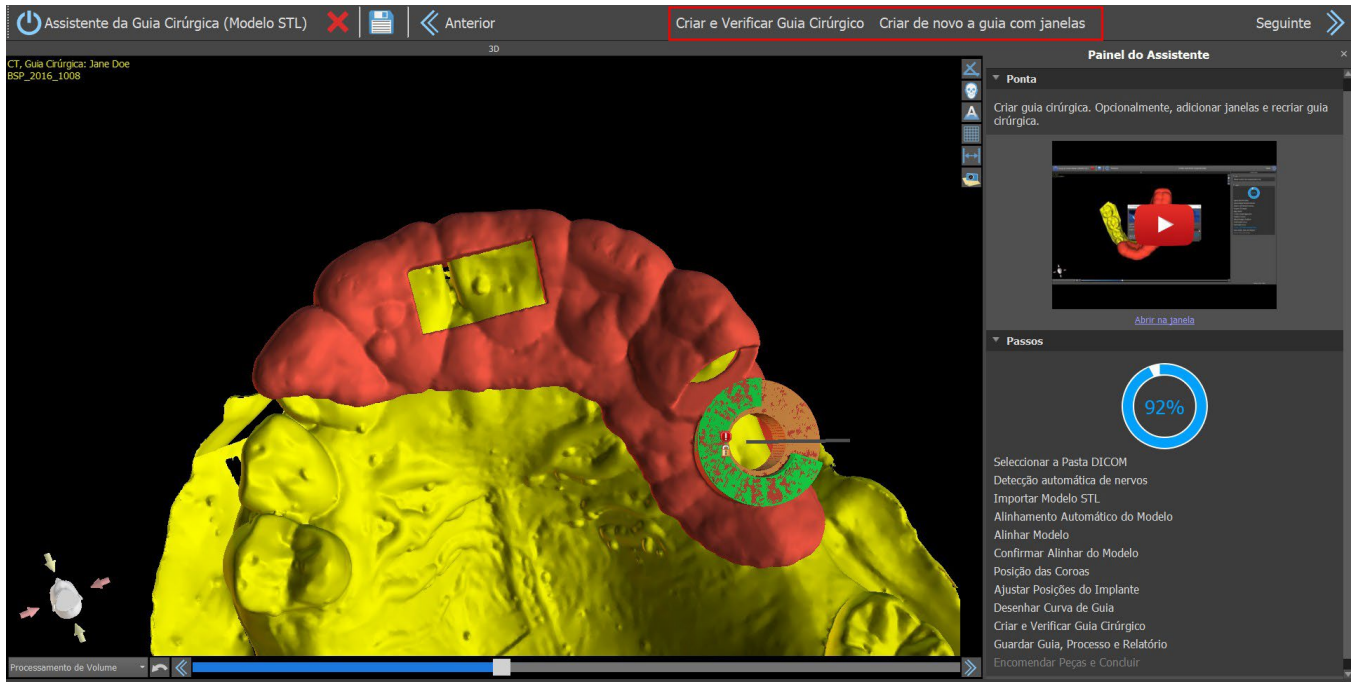 Assistente da Guia Cirúrgica (Modelo STL)
Anterior
Criar e Verificar Guia Cirúrgico Criar de novo a guia com janelas
Seguinte
3D
CT, Guia Cirúrgica: Jane Doe
BSP_2016_1008
Painel do Assistente
Ponta
Criar guia cirúrgica. Opcionalmente, adicionar janelas e recriar guia
cirúrgica.
Abrir na janela
Passos
92%
Seleccionar a Pasta DICOM
Detecção automática de nervos
Importar Modelo STL
Alinhamento Automático do Modelo
Alinhar Modelo
Confirmar Alinhar do Modelo
Posição das Coroas
Ajustar Posições do Implante
Desenhar Curva de Guia
Criar e Verificar Guia Cirúrgico
Guardar Guia, Processo e Relatório
Encomendar Peças e Concluir
Processamento de Volume